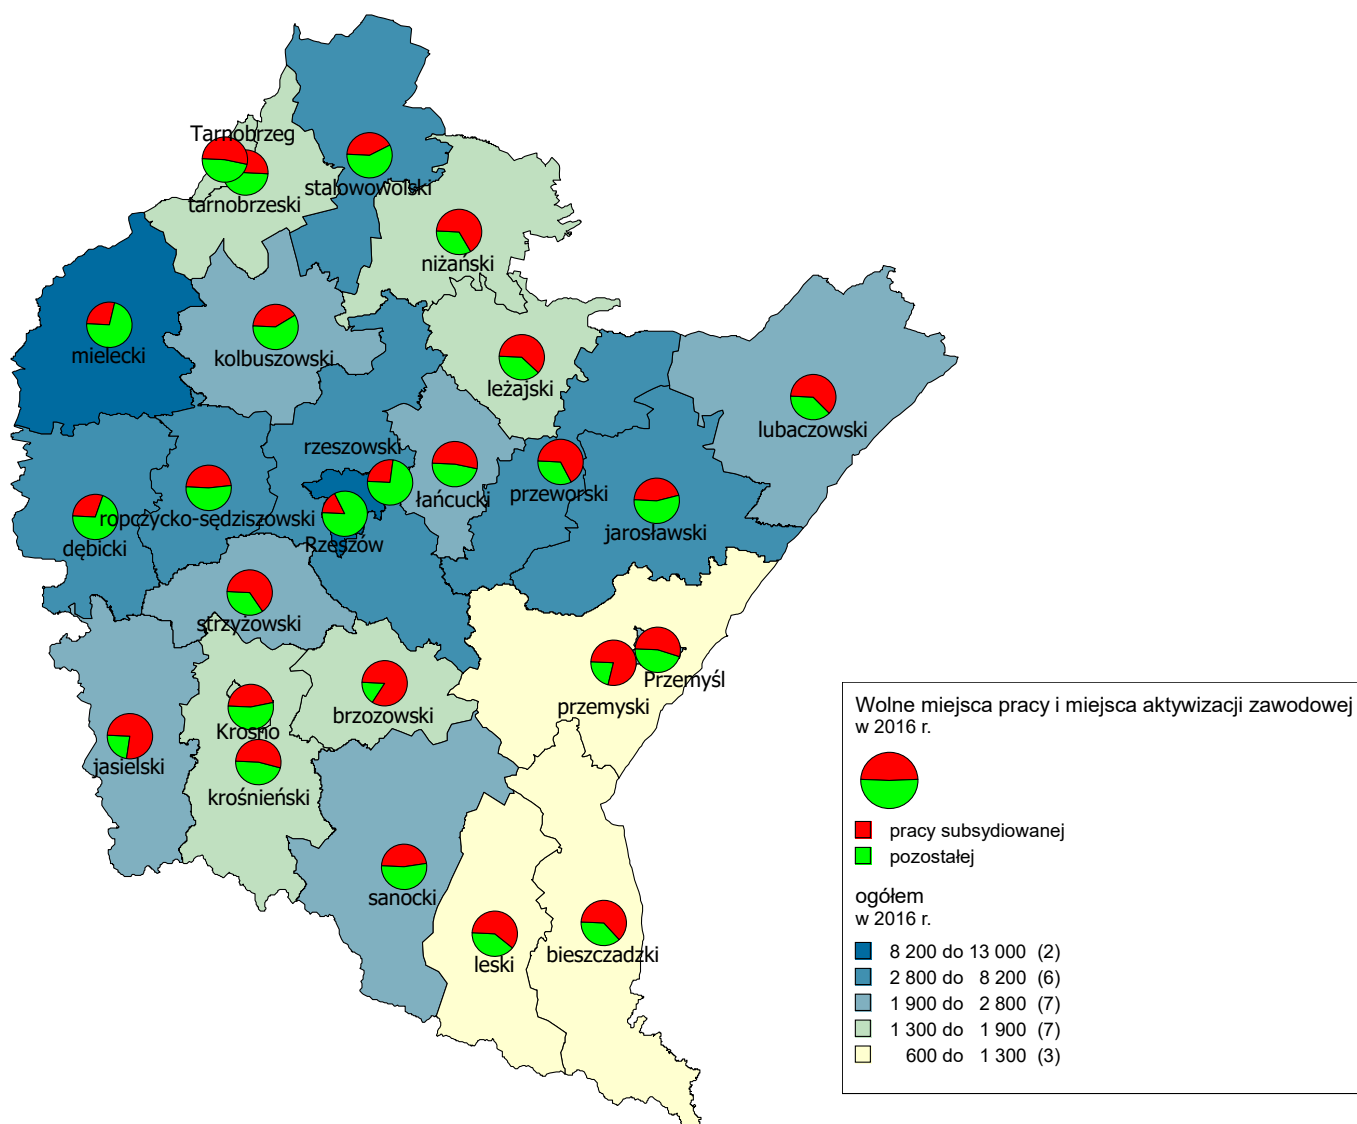 Tarnobrzeg
tarnobrzeski
stalowowolski
niżański
mielecki
kolbuszowski
leżajski
lubaczowski
rzeszowski
łańcucki
przeworski
jarosławski
ropczycko-sędziszowski
dębicki
Rzeszów
strzyżowski
Przemyśl
przemyski
brzozowski
Krosno
jasielski
krośnieński
sanocki
leski
bieszczadzki
Wolne miejsca pracy i miejsca aktywizacji zawodowej
w 2016 r.
pracy subsydiowanej
pozostałej
ogółem
w 2016 r.
8 200 do 13 000 (2)
2 800 do 8 200 (6)
1 900 do 2 800 (7)
1 300 do 1 900 (7)
600 do 1 300 (3)